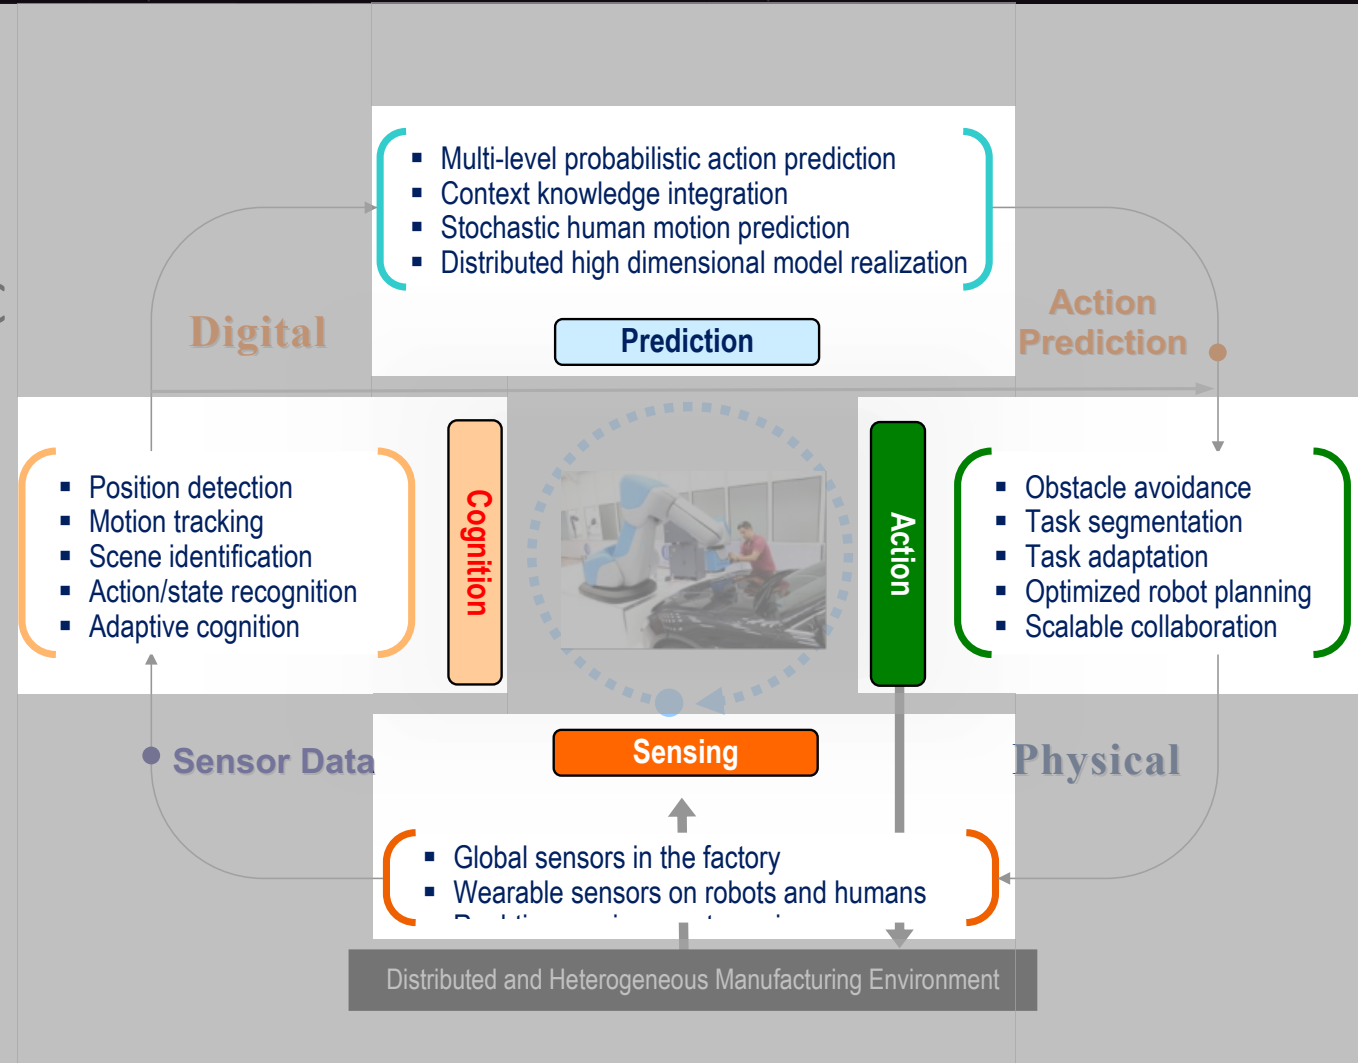 Multi-level probabilistic action prediction
Context knowledge integration
Stochastic human motion prediction
Distributed high dimensional model realization
Digital
Action
Prediction
Prediction
Position detection
Motion tracking
Scene identification
Action/state recognition
Adaptive cognition
Cognition
Action
Obstacle avoidance
Task segmentation
Task adaptation
Optimized robot planning
Scalable collaboration
Sensor Data
Sensing
Physical
Global sensors in the factory
Wearable sensors on robots and humans
Distributed and Heterogeneous Manufacturing Environment